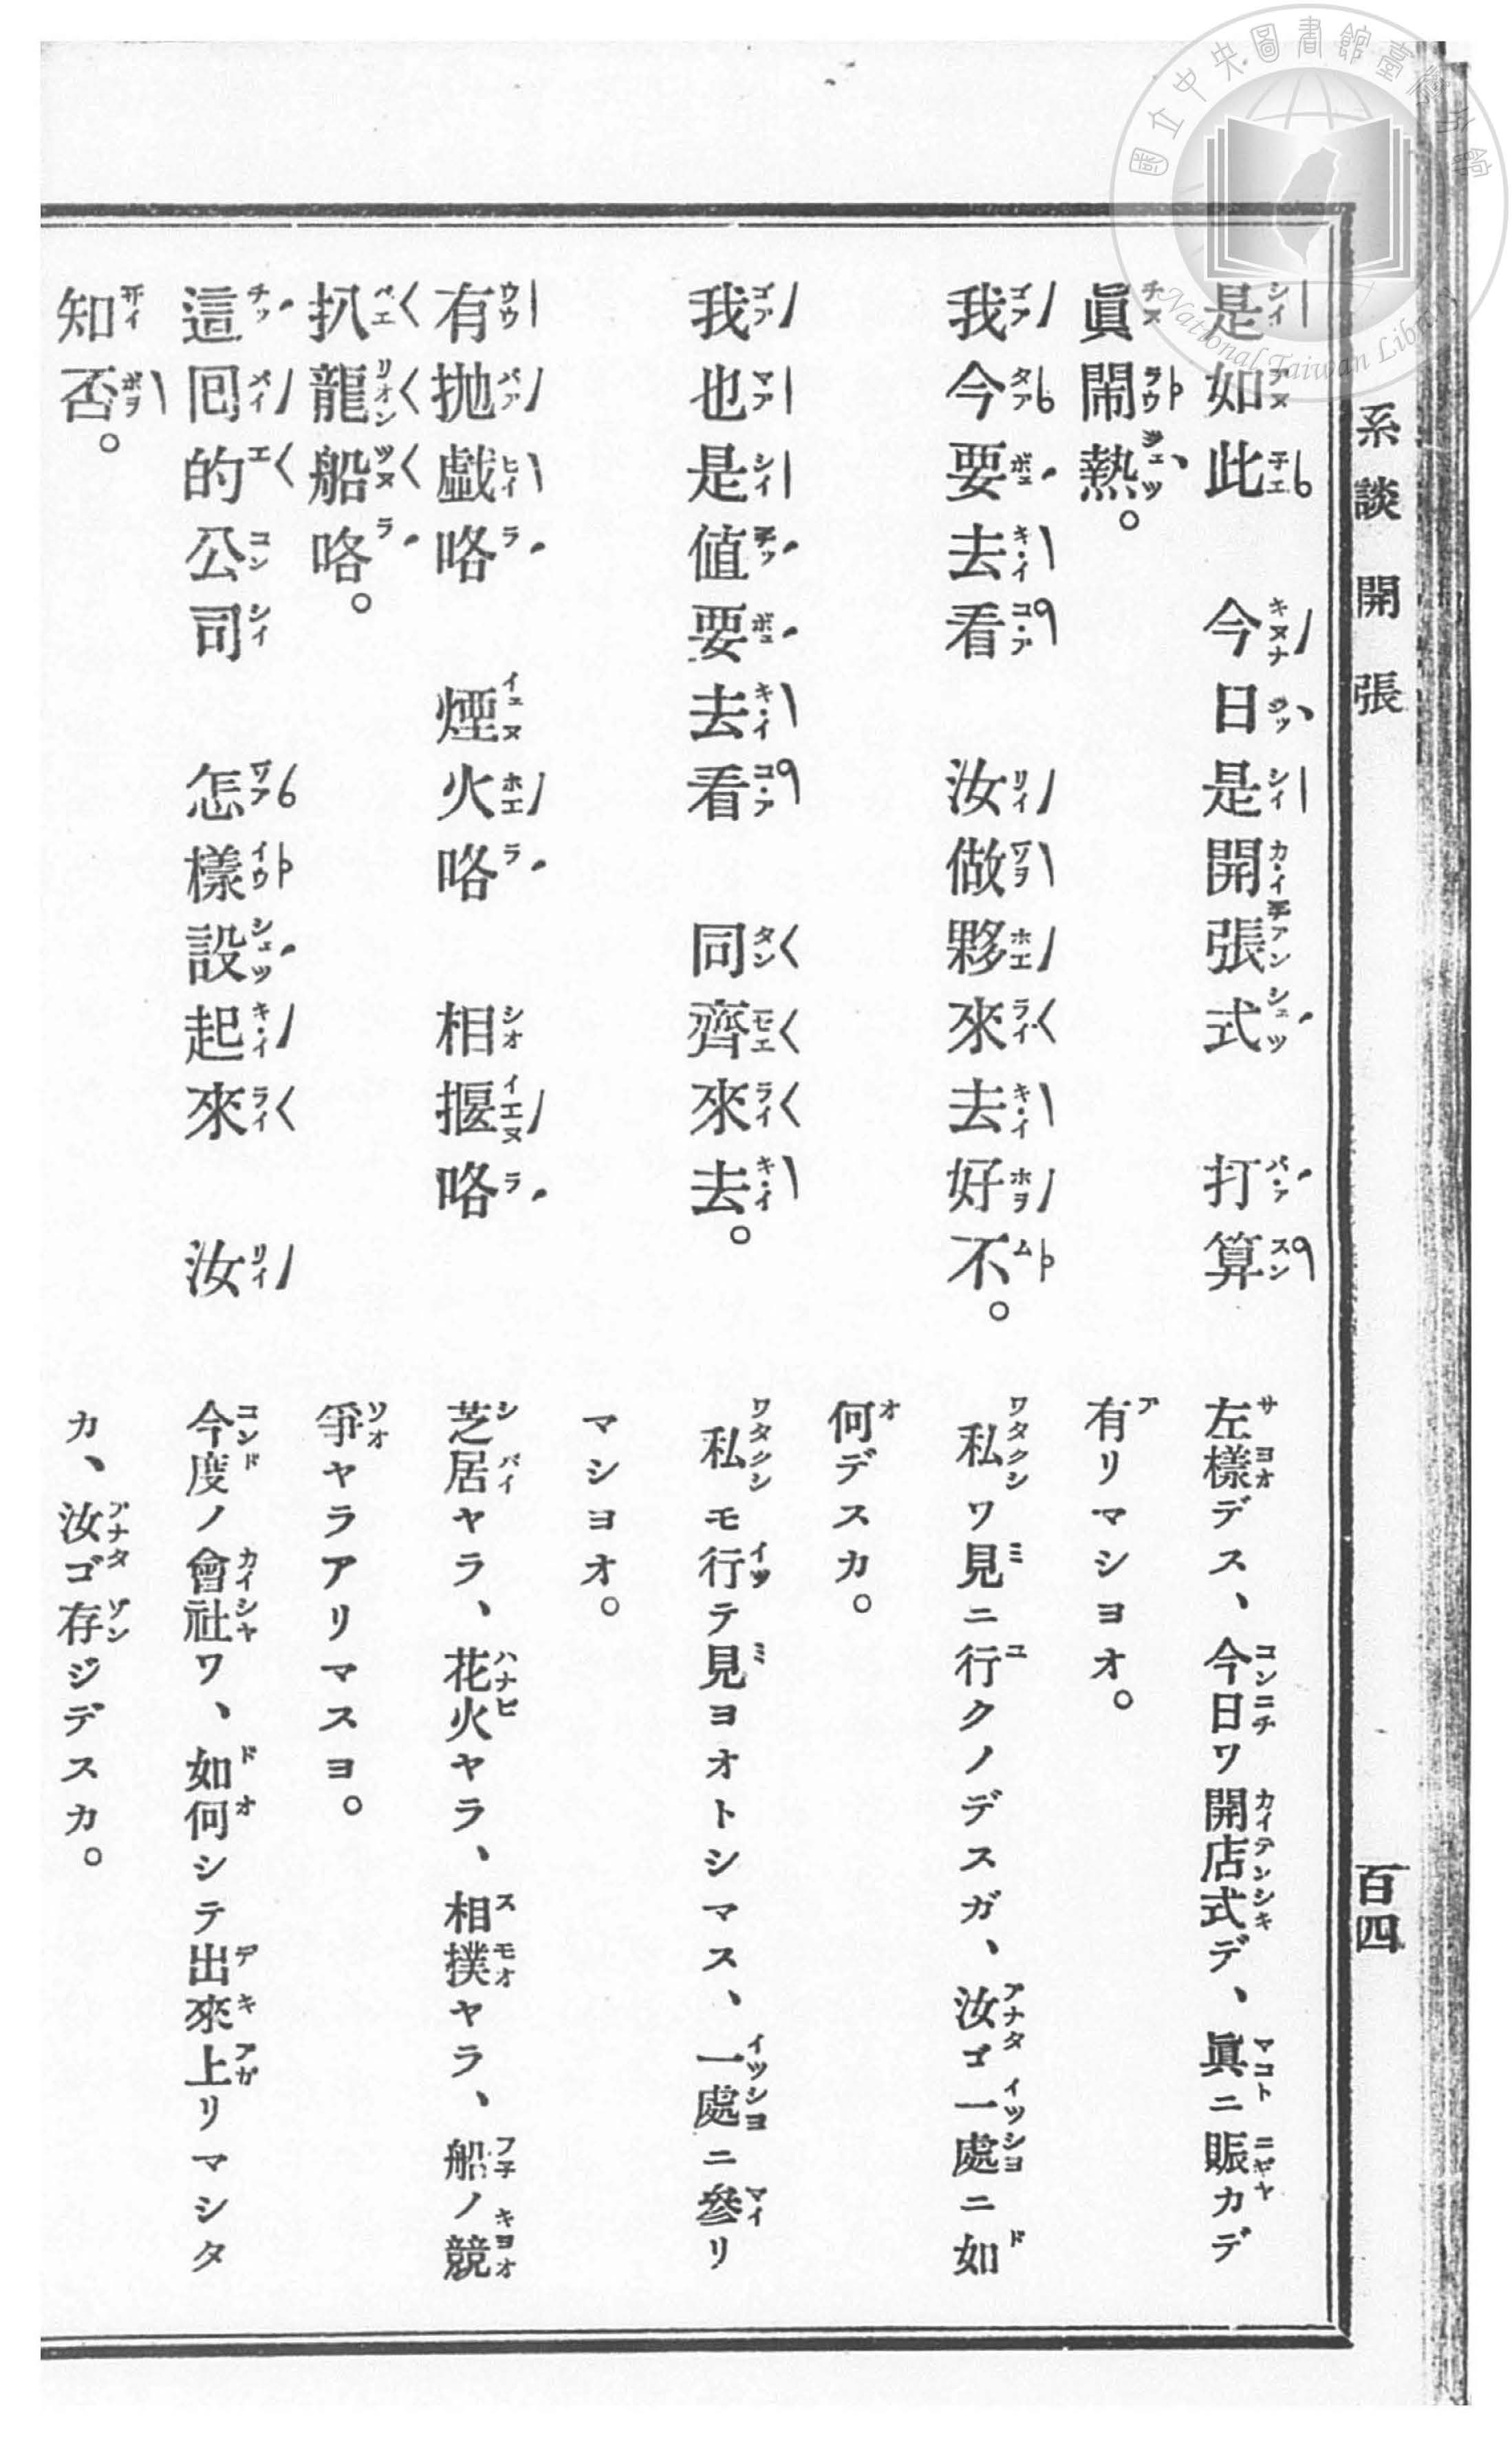 國立中央圖書館臺灣分館
National Taiwan Library
系談 開張
百四
是如此 今日是開張式 打算
眞鬧熱。
我今要去看 汝做夥來去好不。
我也是值要去看 同齊來去。
有抛戲咯 煙火咯 相揠咯
扒龍船咯。
這囘的公司 怎樣設起來 汝
知否。
左樣デス、今日ワ開店式デ、眞ニ賑カデ
有リマシヨオ。
私ワ見ニ行クノデスガ、汝ゴ一處ニ如
何デスカ。
私モ行テ見ヨオトシマス、一處ニ參リ
マシヨオ。
芝居ヤラ、花火ヤラ、相撲ヤラ、船ノ競
爭ヤラアリマスヨ。
今度ノ會社ワ、如何シテ出來上リマシタ
カ、汝ゴ存ジデスカ。